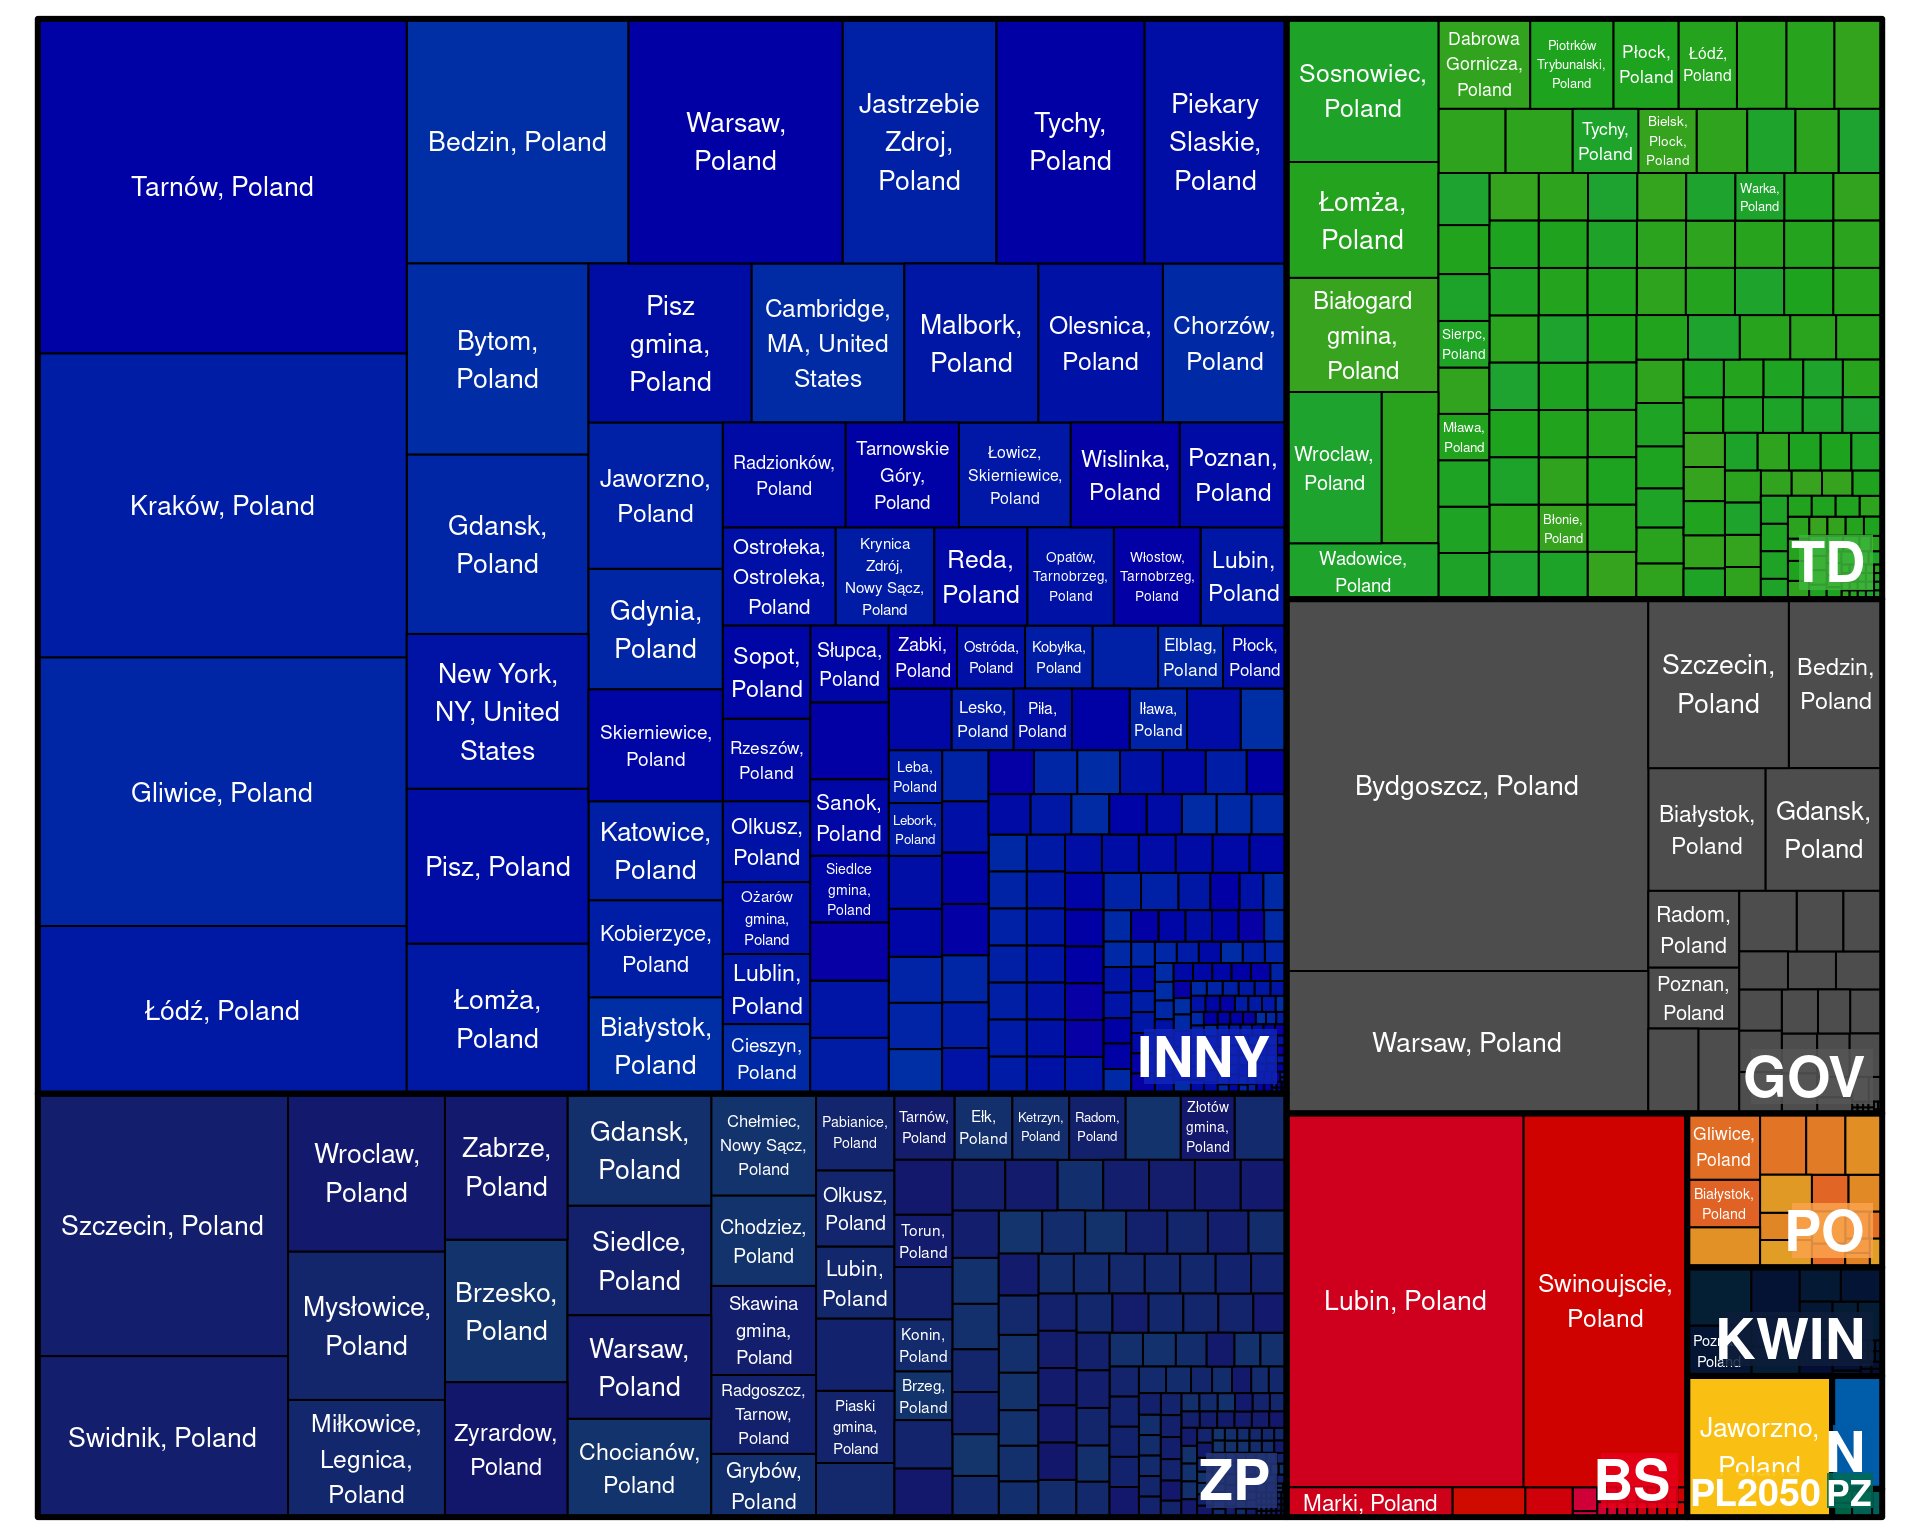 Tarnów, Poland
Kraków, Poland
Gliwice, Poland
Łódź, Poland
Bedzin, Poland
Warsaw,
Poland
Jastrzebie
Zdroj,
Poland
Tychy,
Poland
Piekary
Slaskie,
Poland
Bytom,
Poland
Gdansk,
Poland
New York,
NY, United
States
Pisz, Poland
Łomża,
Poland
Pisz
gmina,
Poland
Cambridge,
MA, United
States
Malbork,
Poland
Olesnica,
Poland
Chorzów,
Poland
Jaworzno,
Poland
Gdynia,
Poland
Skierniewice,
Poland
Katowice,
Poland
Kobierzyce,
Poland
Białystok,
Poland
Radzionków,
Poland
Tarnowskie
Góry,
Poland
Łowicz,
Skierniewice,
Poland
Wislinka,
Poland
Poznan,
Poland
Ostrołeka,
Ostroleka,
Poland
Krynica
Zdrój,
Nowy Sącz,
Poland
Reda,
Poland
Opatów,
Tarnobrzeg,
Poland
Włostow,
Tarnobrzeg,
Poland
Lubin,
Poland
Sopot,
Poland
Rzeszów,
Poland
Olkusz,
Poland
Ożarów
gmina,
Poland
Lublin,
Poland
Cieszyn,
Poland
Słupca,
Poland
Sanok,
Poland
Siedlce
gmina,
Poland
Zabki,
Poland
Ostróda,
Poland
Kobyłka,
Poland
Elblag,
Poland
Płock,
Poland
Lesko,
Poland
Piła,
Poland
Iława,
Poland
Leba,
Poland
Lebork,
Poland
INNY
Szczecin, Poland
Swidnik, Poland
Wroclaw,
Poland
Mysłowice,
Poland
Miłkowice,
Legnica,
Poland
Zabrze,
Poland
Brzesko,
Poland
Zyrardow,
Poland
Gdansk,
Poland
Siedlce,
Poland
Warsaw,
Poland
Chocianów,
Poland
Chełmiec,
Nowy Sącz,
Poland
Chodziez,
Poland
Skawina
gmina,
Poland
Radgoszcz,
Tarnow,
Poland
Grybów,
Poland
Pabianice,
Poland
Olkusz,
Poland
Lubin,
Poland
Piaski
gmina,
Poland
Tarnów,
Poland
Ełk,
Poland
Ketrzyn,
Poland
Radom,
Poland
Złotów
gmina,
Poland
Torun,
Poland
Konin,
Poland
Brzeg,
Poland
ZP
Sosnowiec,
Poland
Łomża,
Poland
Białogard
gmina,
Poland
Wroclaw,
Poland
Wadowice,
Poland
Dabrowa
Gornicza,
Poland
Piotrków
Trybunalski,
Poland
Płock,
Poland
Łódź,
Poland
Tychy,
Poland
Bielsk,
Plock,
Poland
Warka,
Poland
Sierpc,
Poland
Mława,
Poland
Błonie,
Poland
TD
Bydgoszcz, Poland
Warsaw, Poland
Szczecin,
Poland
Bedzin,
Poland
Białystok,
Poland
Gdansk,
Poland
Radom,
Poland
Poznan,
Poland
GOV
Lubin, Poland
Swinoujscie,
Poland
Marki, Poland
BS
Gliwice,
Poland
Białystok,
Poland
PO
Poland
KWIN
Jaworzno,
Poland
PL2050
N
PZ